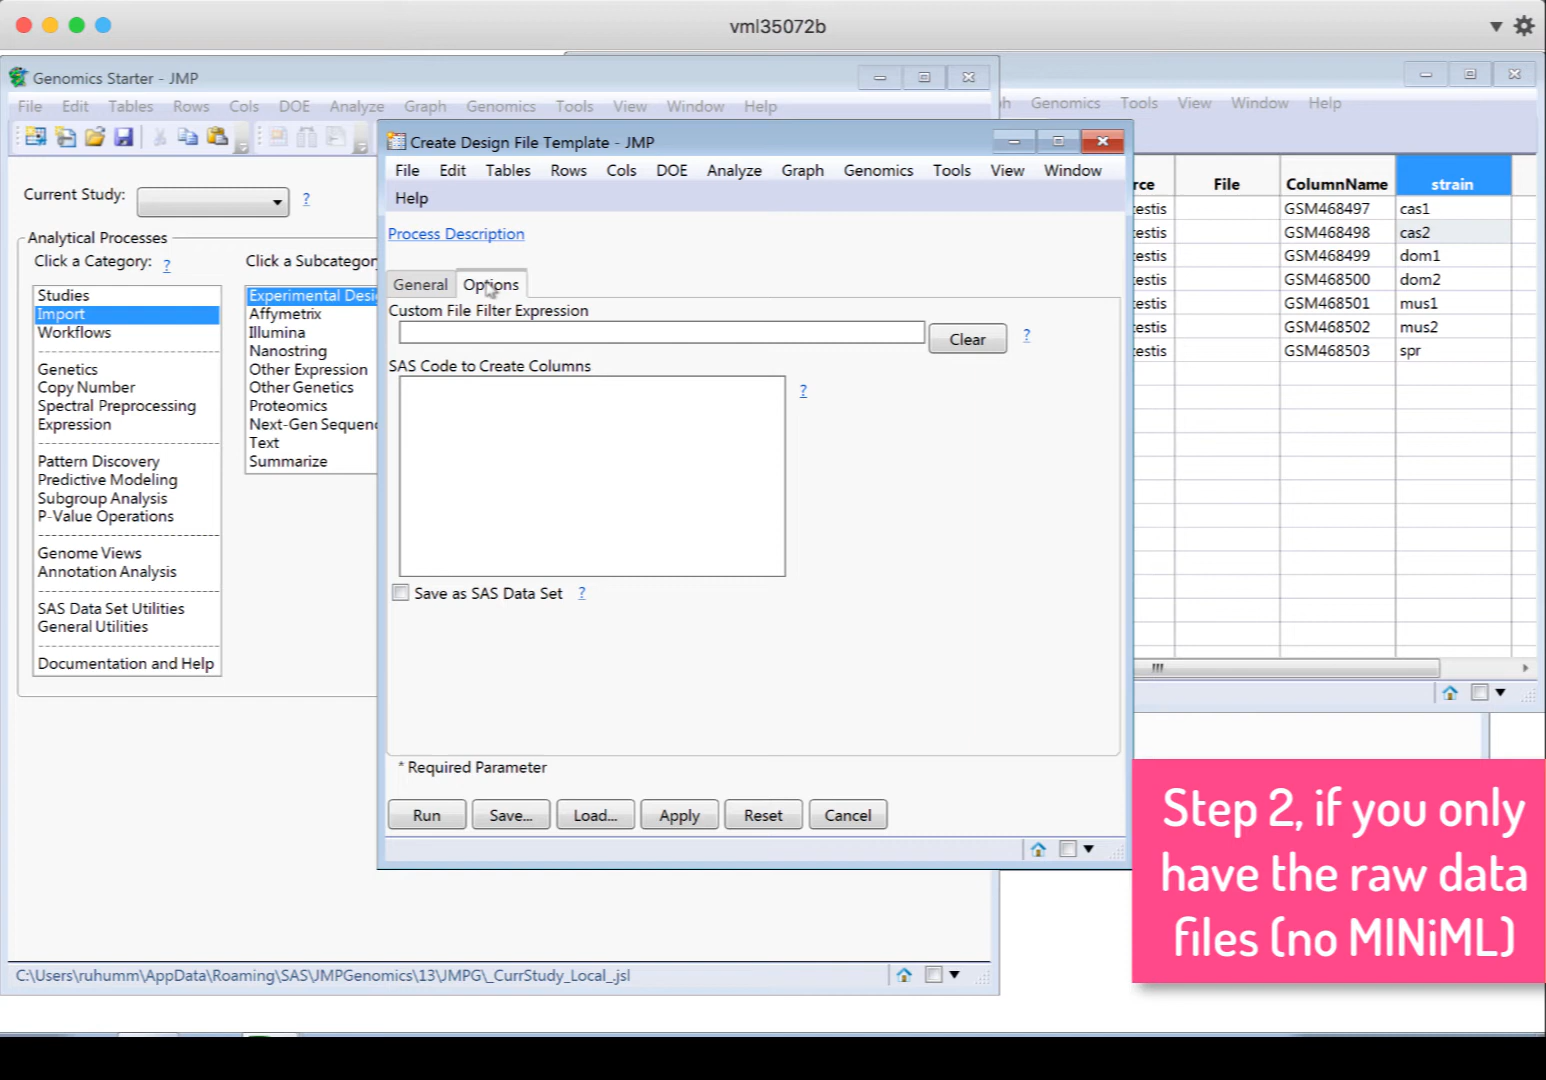 vml35072b
Genomics Starter - JMP
File Edit Tables Rows Cols DOE Analyze Graph Genomics Tools View Window Help
Genomics Tools View Window Help
Create Design File Template - JMP
File Edit Tables Rows Cols DOE Analyze Graph Genomics Tools View Window
Help
Current Study: ?
Process Description
Analytical Processes
Click a Category: ?
Click a Subcategor
Studies
Import
Workflows
Genetics
Copy Number
Spectral Preprocessing
Expression
Pattern Discovery
Predictive Modeling
Subgroup Analysis
P-Value Operations
Genome Views
Annotation Analysis
SAS Data Set Utilities
General Utilities
Documentation and Help
Experimental Desi
Affymetrix
Illumina
Nanostring
Other Expression
Other Genetics
Proteomics
Next-Gen Sequen
Text
Summarize
General Options
Custom File Filter Expression
Clear ?
SAS Code to Create Columns
?
Save as SAS Data Set ?
* Required Parameter
Run Save... Load... Apply Reset Cancel
rce File ColumnName strain
testis GSM468497 cas1
testis GSM468498 cas2
testis GSM468499 dom1
testis GSM468500 dom2
testis GSM468501 mus1
testis GSM468502 mus2
testis GSM468503 spr
Step 2, if you only
have the raw data
files (no MINiML)
C:\Users\ruhumm\AppData\Roaming\SAS\JMPGenomics\13\JMPG\_CurrStudy_Local_.jsl